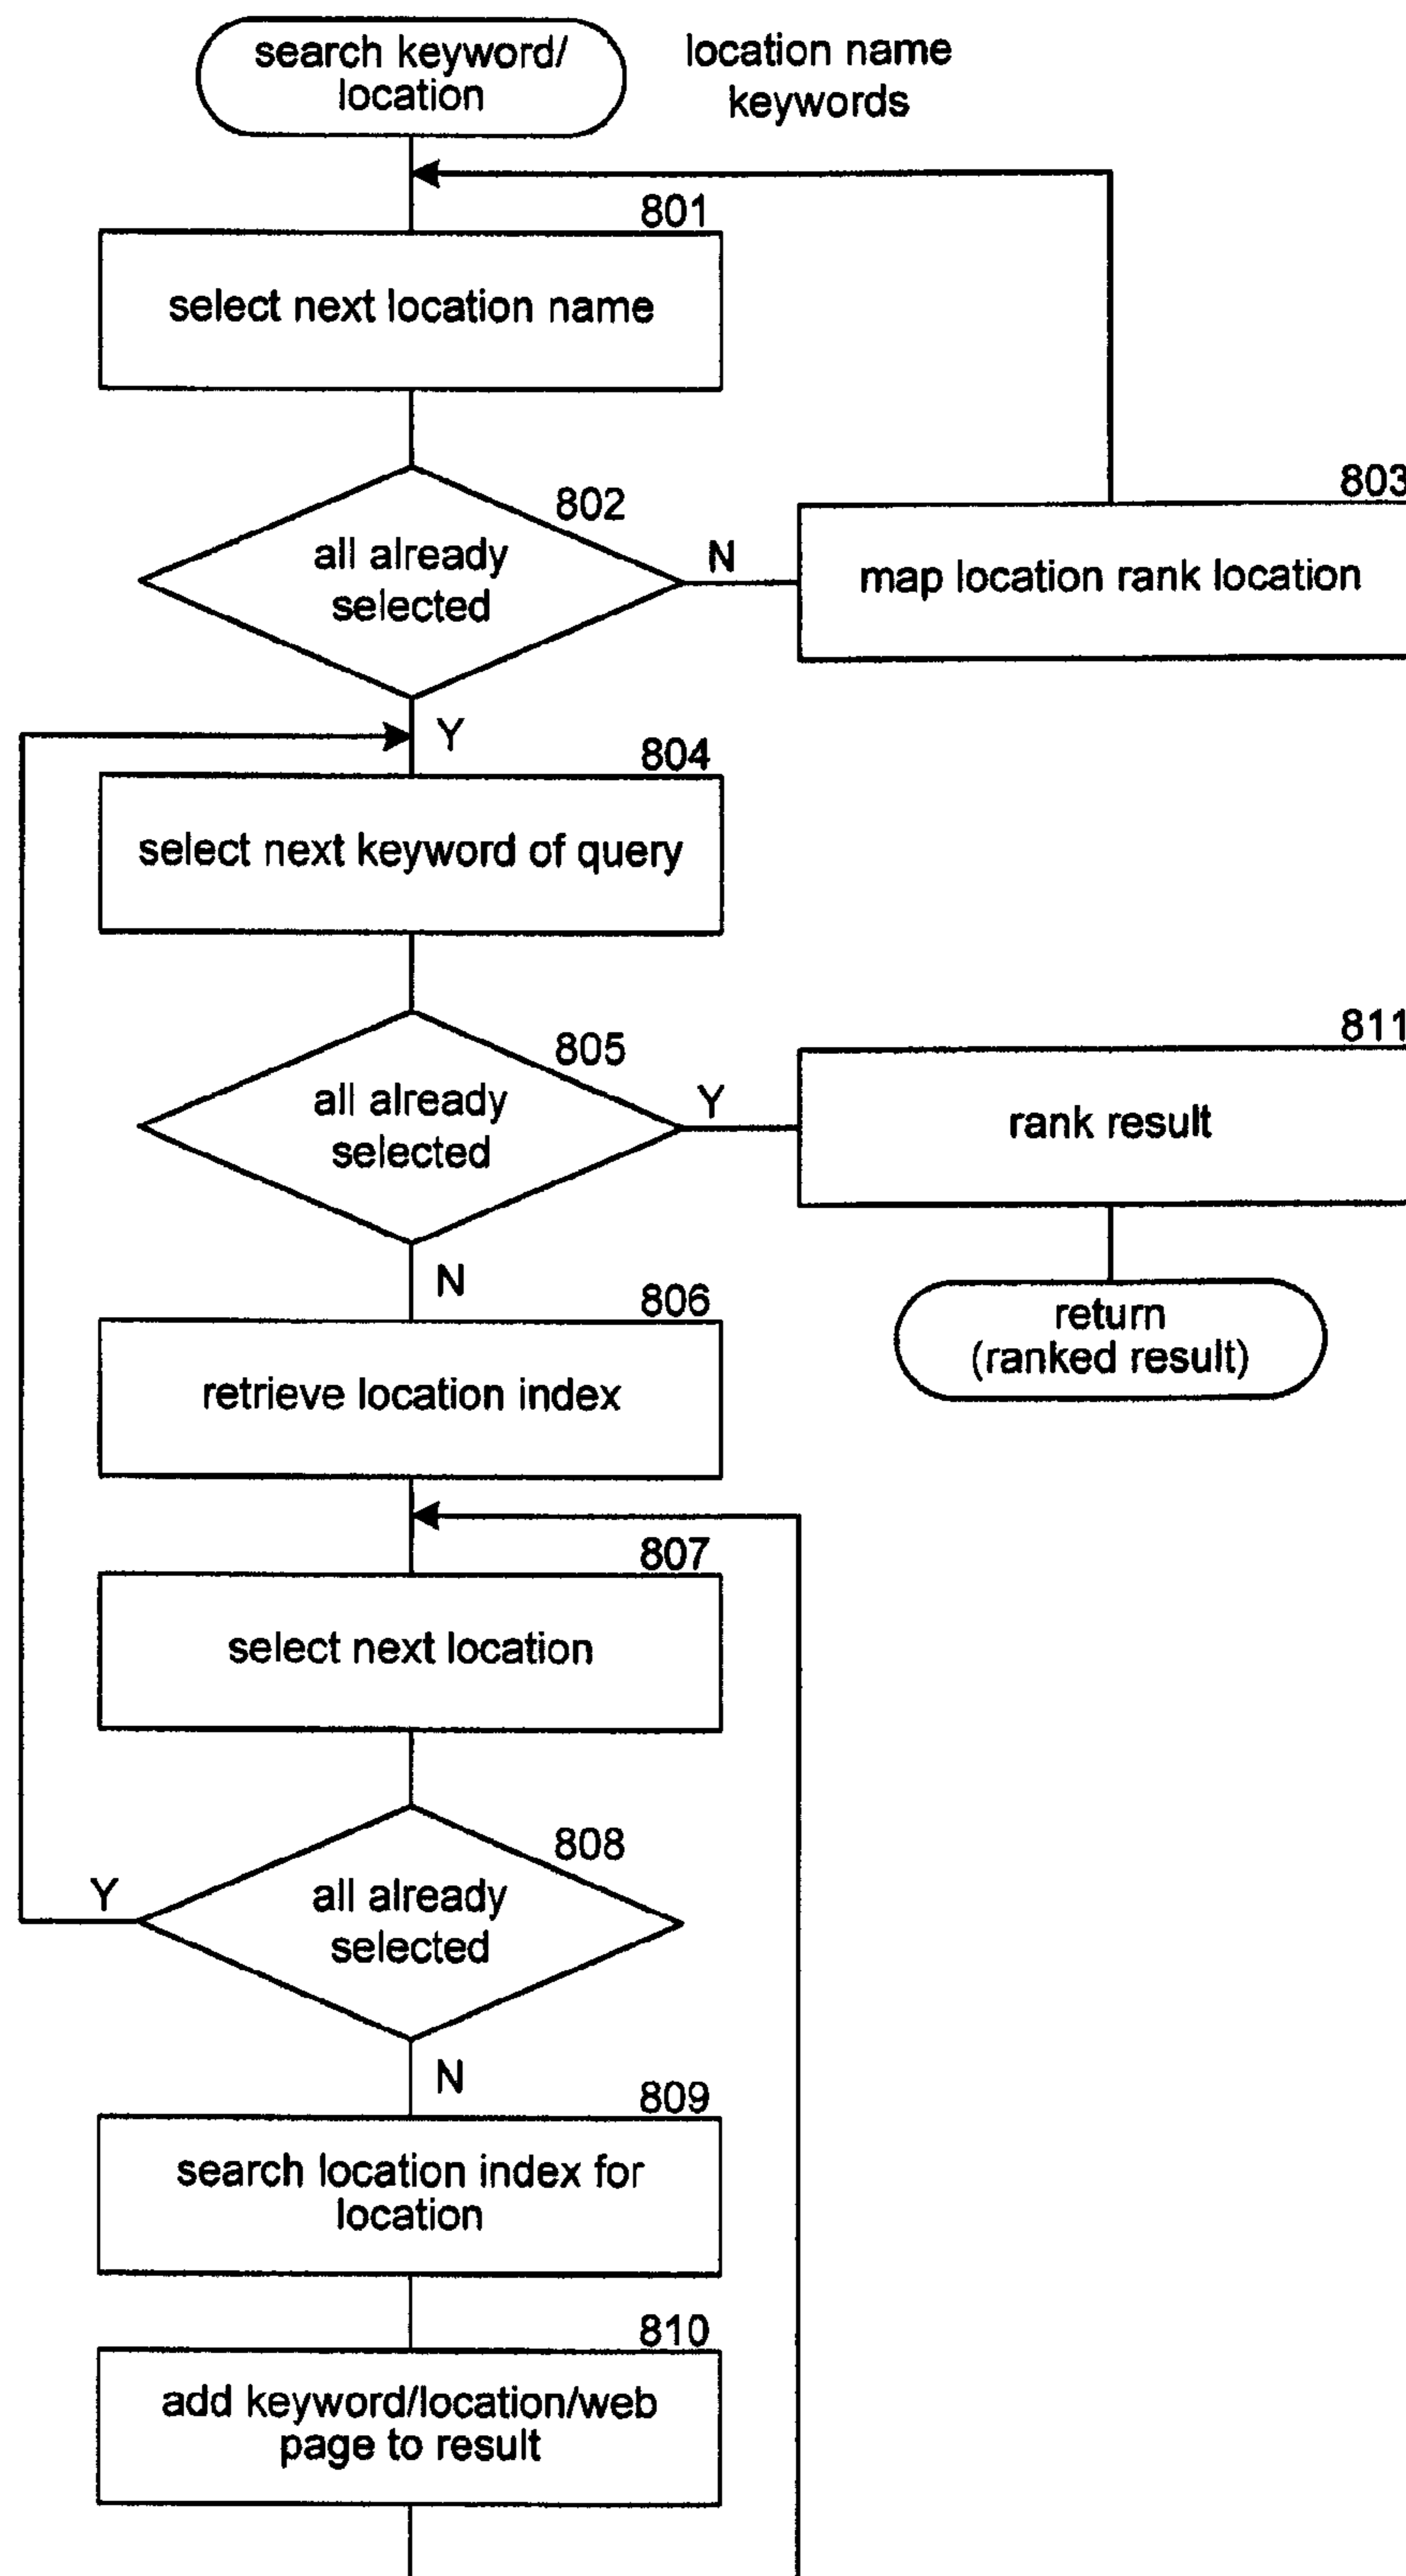 search keyword/
location
location name
keywords
801
select next location name
802
all already
selected
N
803
map location rank location
Y
804
select next keyword of query
805
all already
selected
Y
811
rank result
N
return
(ranked result)
806
retrieve location index
807
select next location
808
all already
selected
Y
N
809
search location index for
location
810
add keyword/location/web
page to result